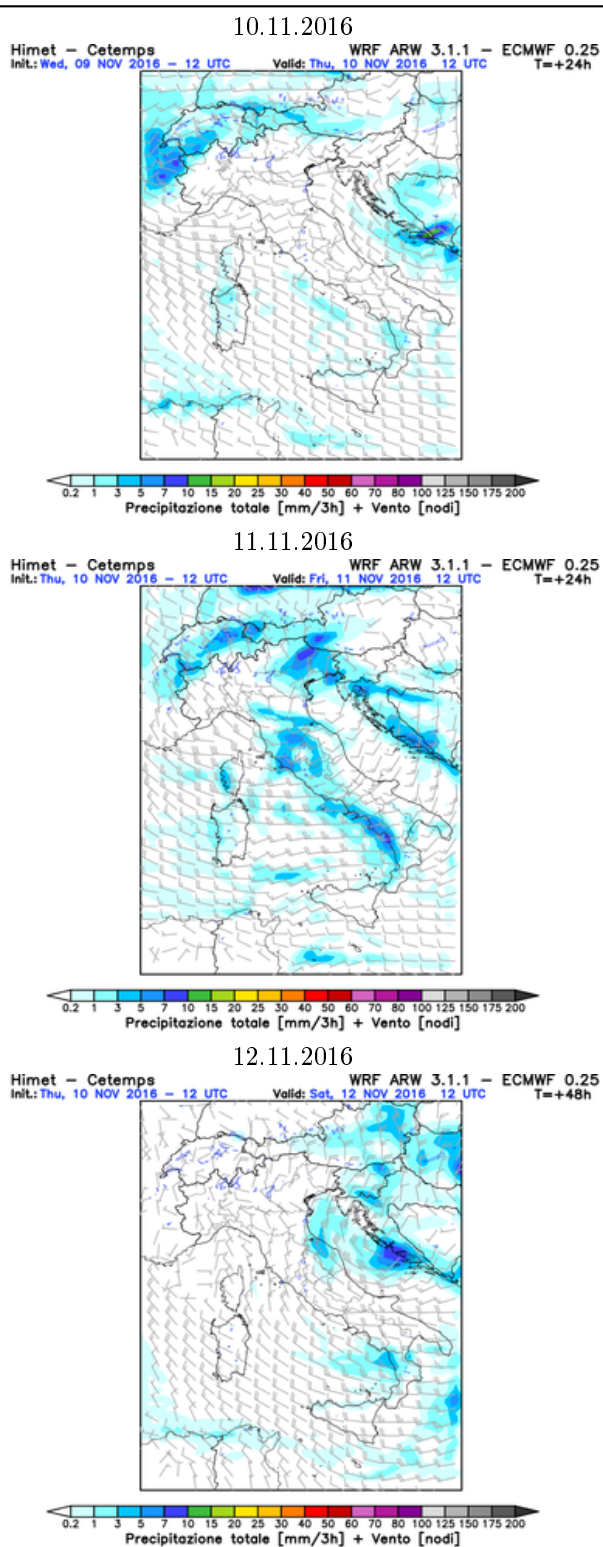 10.11.2016
Himet – Cetemps WRF ARW 3.1.1 – ECMWF 0.25
Init.: Wed, 09 NOV 2016 – 12 UTC Valid: Thu, 10 NOV 2016 12 UTC T=+24h
0.2 1 3 5 7 10 15 20 25 30 40 50 60 70 80 100 125 150 175 200
Precipitazione totale [mm/3h] + Vento [nodi]
11.11.2016
Himet – Cetemps WRF ARW 3.1.1 – ECMWF 0.25
Init.: Thu, 10 NOV 2016 – 12 UTC Valid: Fri, 11 NOV 2016 12 UTC T=+24h
0.2 1 3 5 7 10 15 20 25 30 40 50 60 70 80 100 125 150 175 200
Precipitazione totale [mm/3h] + Vento [nodi]
12.11.2016
Himet – Cetemps WRF ARW 3.1.1 – ECMWF 0.25
Init.: Thu, 10 NOV 2016 – 12 UTC Valid: Sat, 12 NOV 2016 12 UTC T=+48h
0.2 1 3 5 7 10 15 20 25 30 40 50 60 70 80 100 125 150 175 200
Precipitazione totale [mm/3h] + Vento [nodi]